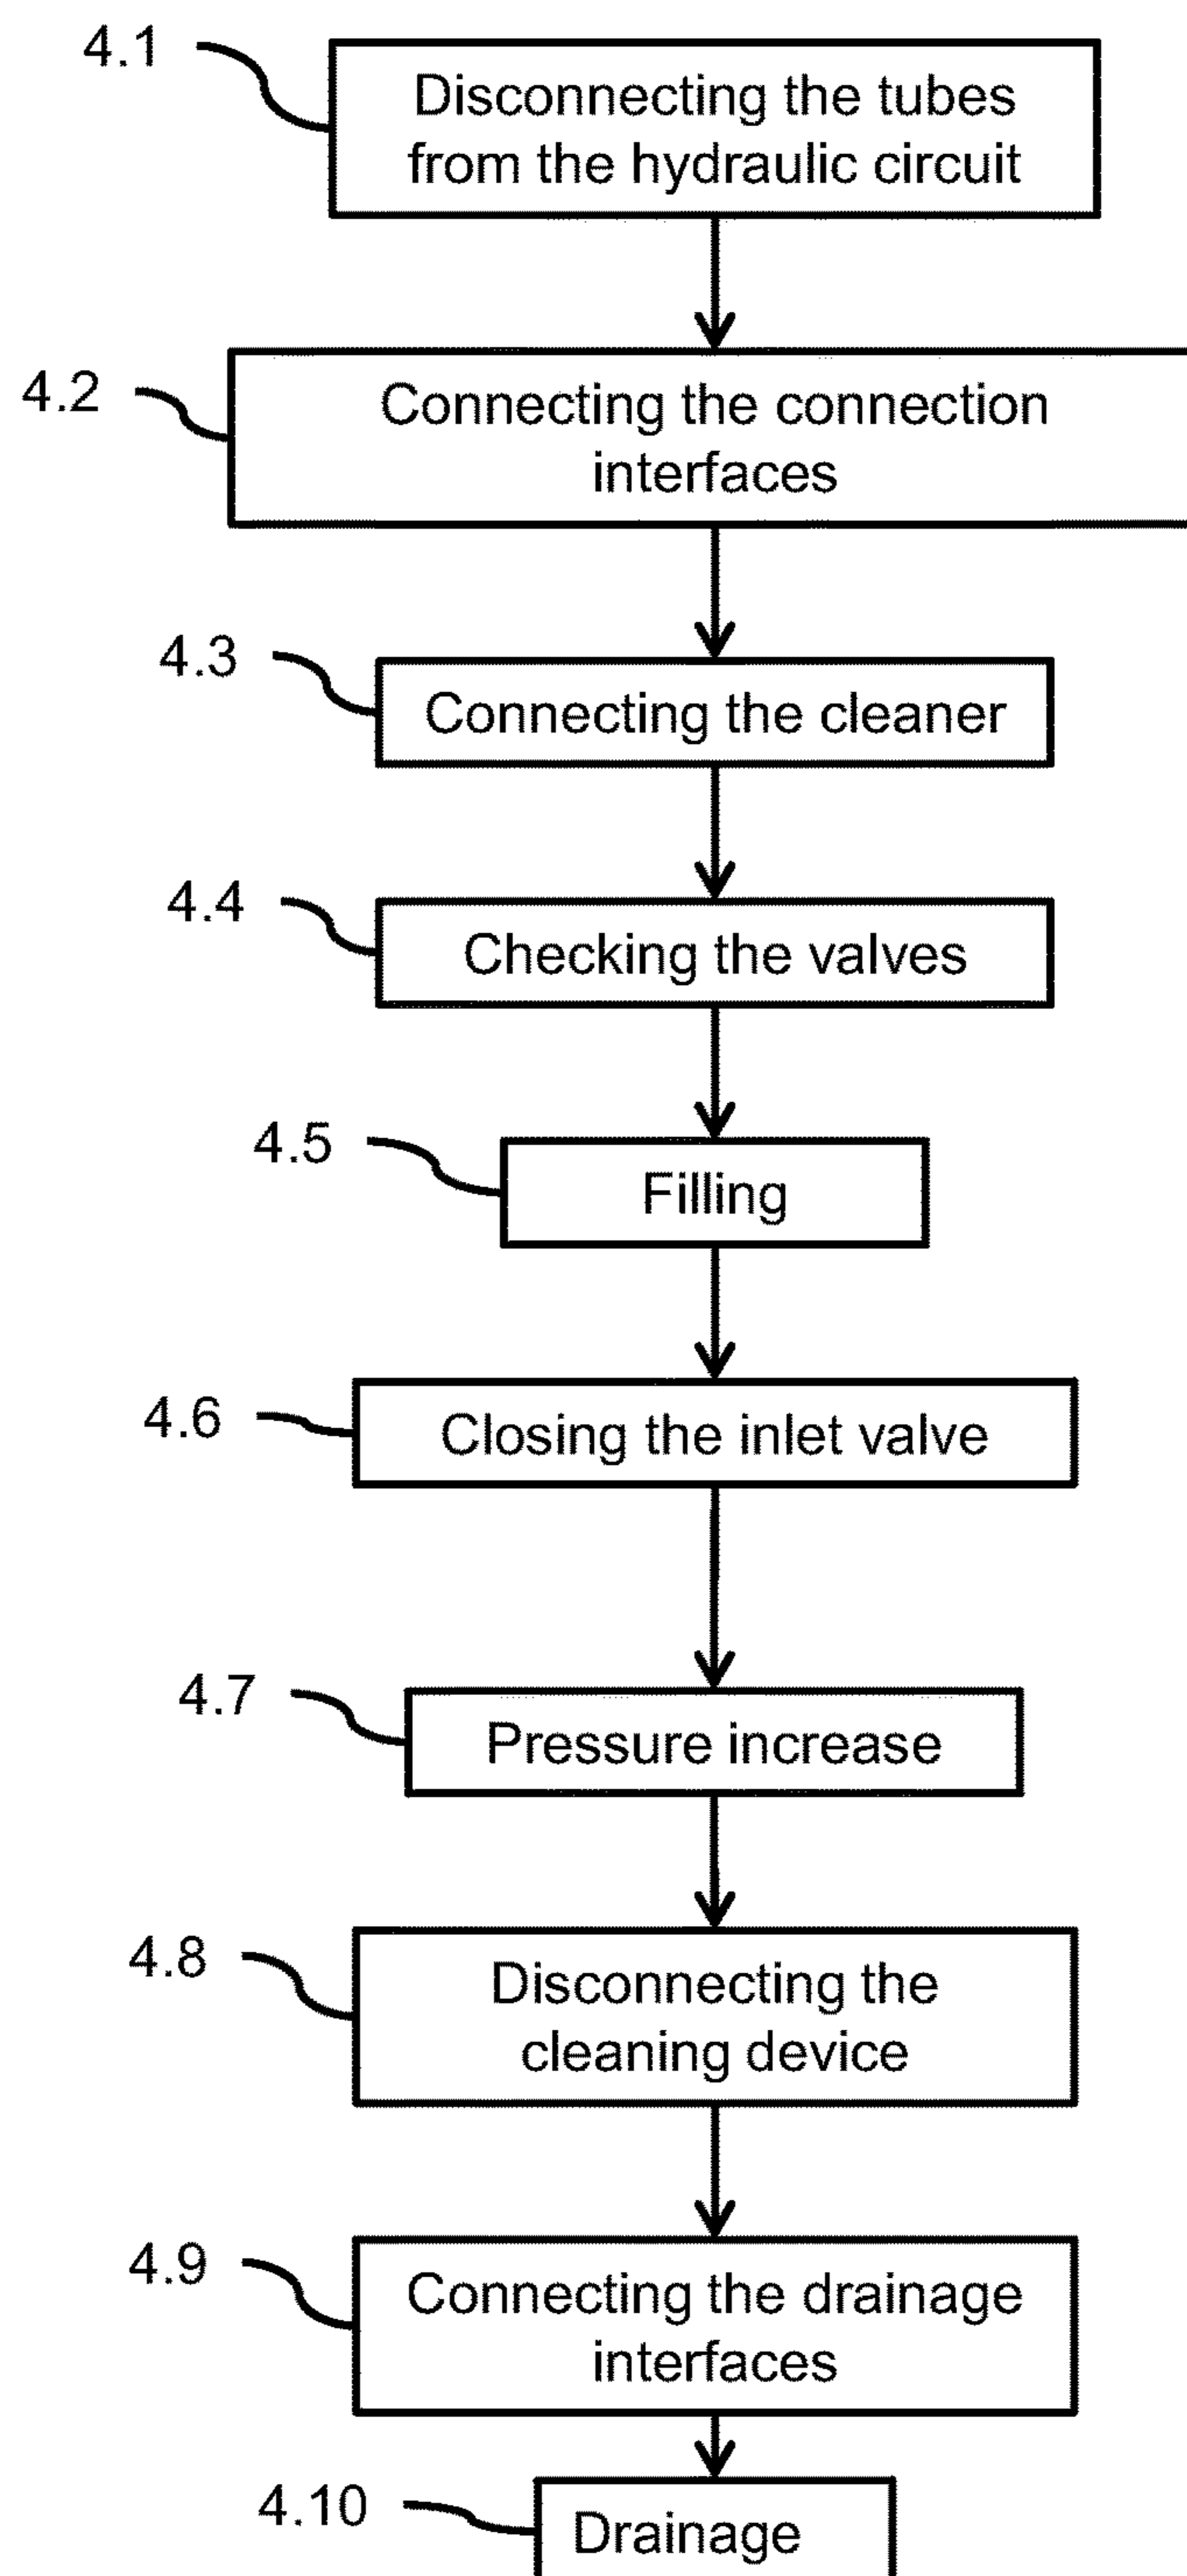 4.1
Disconnecting the tubes
from the hydraulic circuit
4.2
Connecting the connection
interfaces
4.3
Connecting the cleaner
4.4
Checking the valves
4.5
Filling
4.6
Closing the inlet valve
4.7
Pressure increase
4.8
Disconnecting the
cleaning device
4.9
Connecting the drainage
interfaces
4.10
Drainage